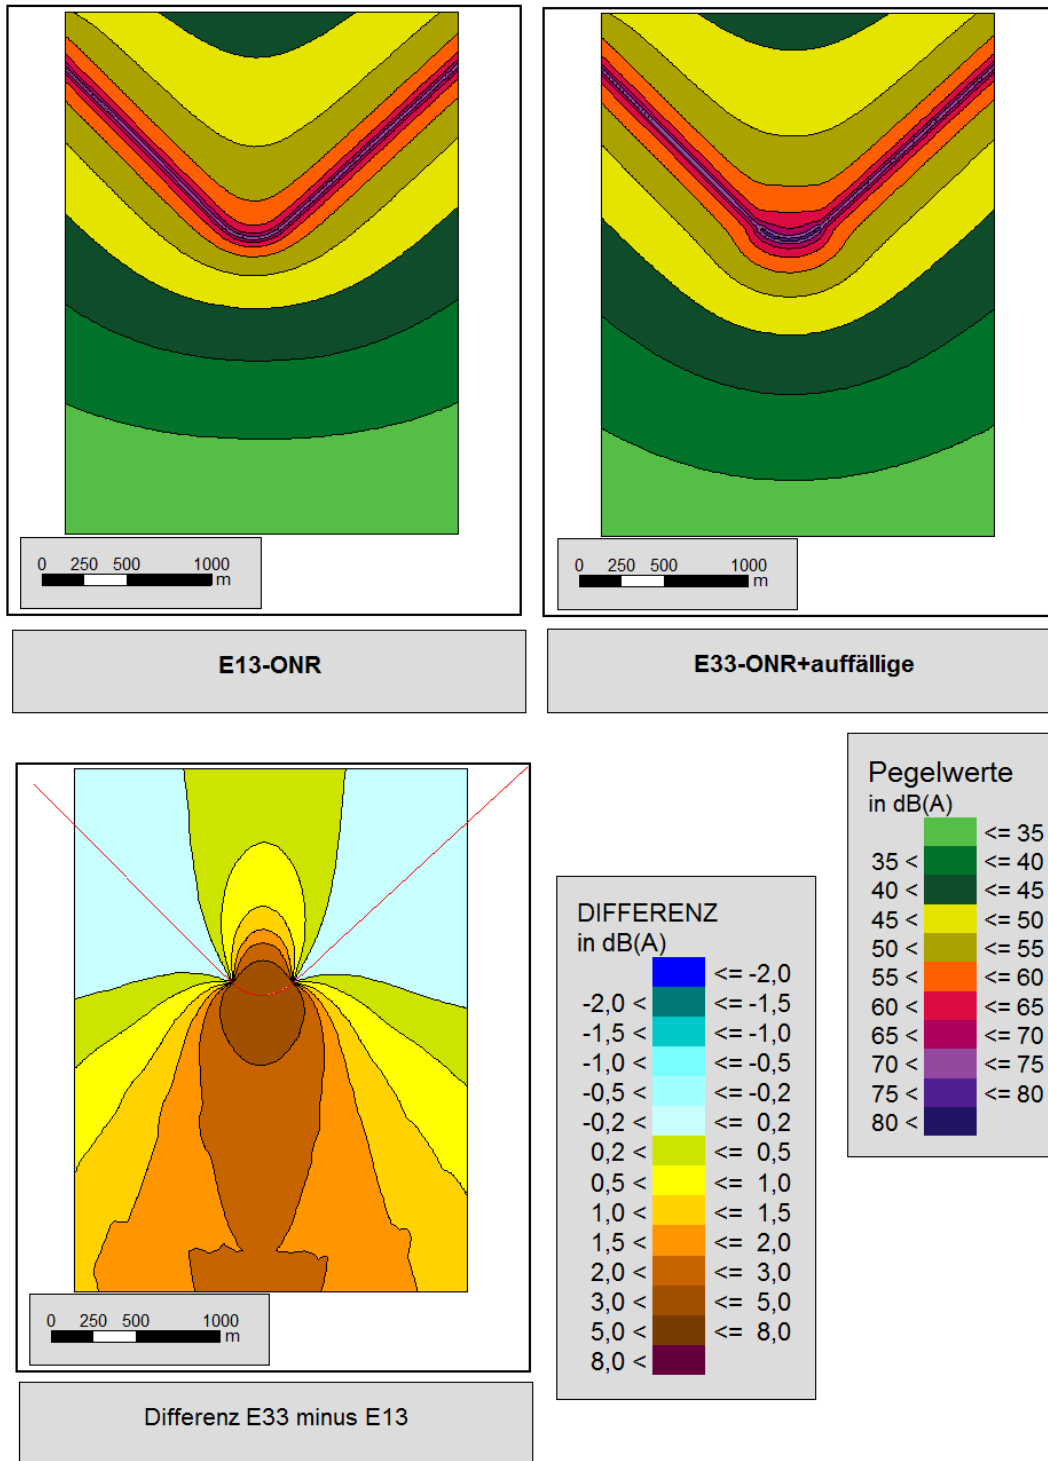 0 250 500 1000
m
0 250 500 1000
m
E13-ONR
E33-ONR+auffällige
Pegelwerte
in dB(A)
<= 35
35 < <= 40
40 < <= 45
45 < <= 50
50 < <= 55
55 < <= 60
60 < <= 65
65 < <= 70
70 < <= 75
75 < <= 80
80 <
DIFFERENZ
in dB(A)
<= -2,0
-2,0 < <= -1,5
-1,5 < <= -1,0
-1,0 < <= -0,5
-0,5 < <= -0,2
-0,2 < <= 0,2
0,2 < <= 0,5
0,5 < <= 1,0
1,0 < <= 1,5
1,5 < <= 2,0
2,0 < <= 3,0
3,0 < <= 5,0
5,0 < <= 8,0
8,0 <
0 250 500 1000
m
Differenz E33 minus E13